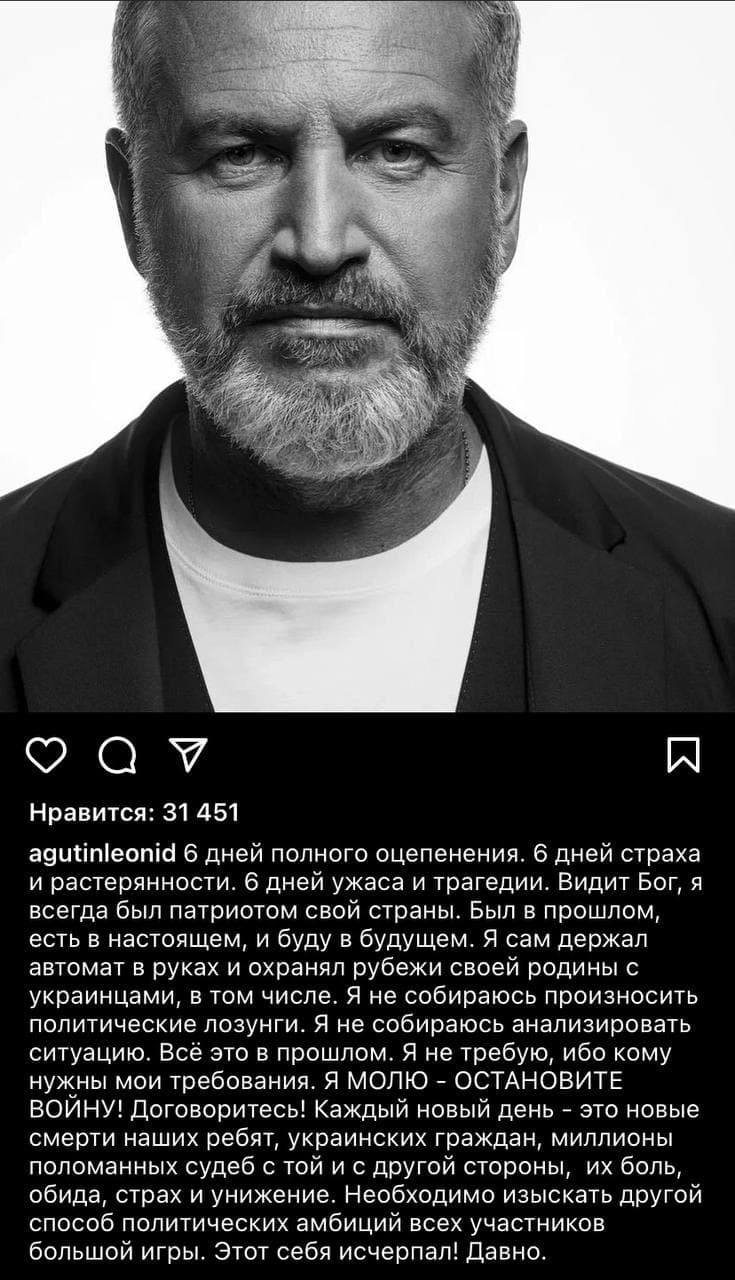 Нравится: 31 451
agutinleonid 6 дней полного оцепенения. 6 дней страха
и растерянности. 6 дней ужаса и трагедии. Видит Бог, я
всегда был патриотом свой страны. Был в прошлом,
есть в настоящем, и буду в будущем. Я сам держал
автомат в руках и охранял рубежи своей родины с
украинцами, в том числе. Я не собираюсь произносить
политические лозунги. Я не собираюсь анализировать
ситуацию. Всё это в прошлом. Я не требую, ибо кому
нужны мои требования. Я МОЛЮ - ОСТАНОВИТЕ
ВОЙНУ! Договоритесь! Каждый новый день - это новые
смерти наших ребят, украинских граждан, миллионы
поломанных судеб с той и с другой стороны, их боль,
обида, страх и унижение. Необходимо изыскать другой
способ политических амбиций всех участников
большой игры. Этот себя исчерпал! Давно.